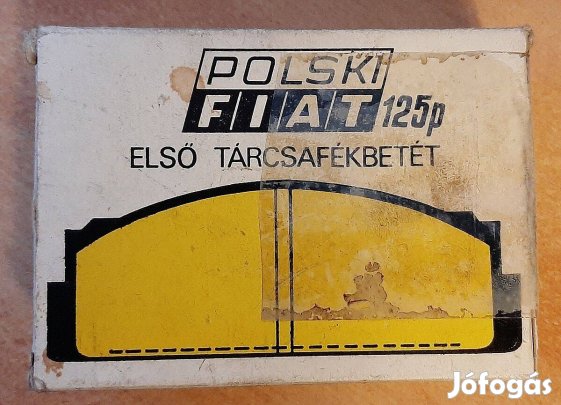 POLSKI
FIAT 125p
ELSŐ TÁRCSAFÉKBETÉT
Jófogás